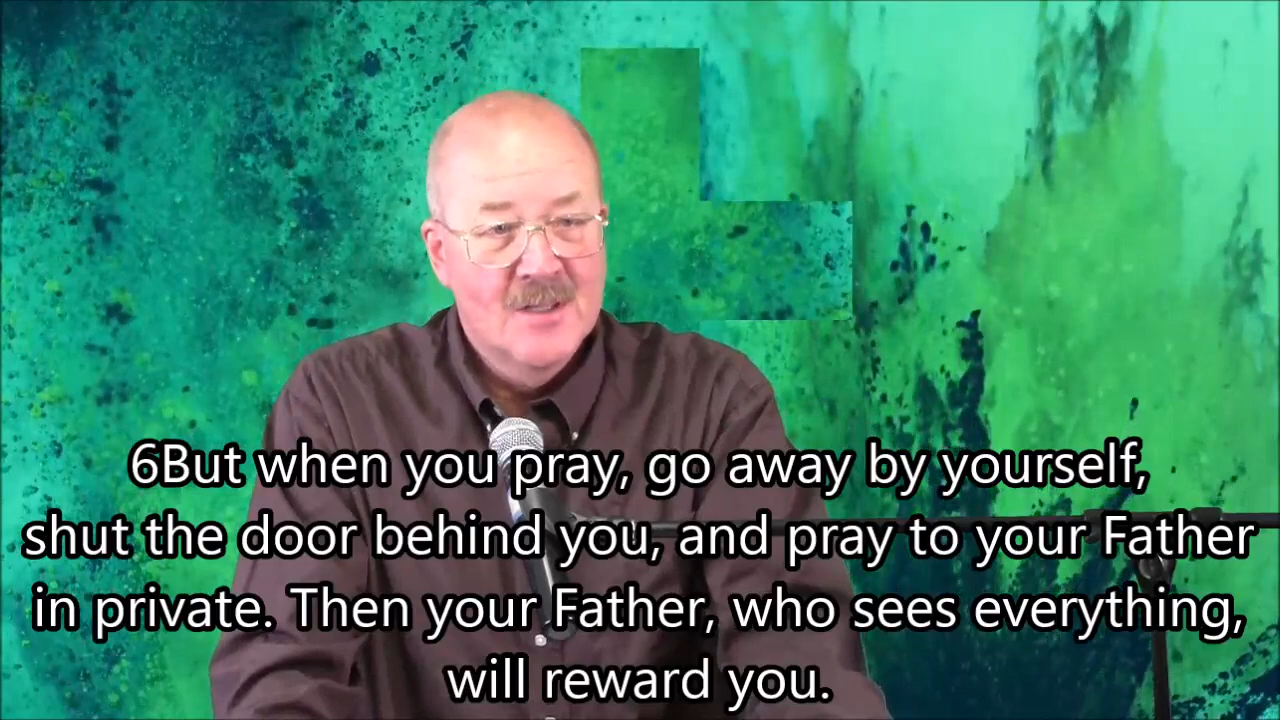 6But when you pray, go away by yourself,
shut the door behind you, and pray to your Father
in private. Then your Father, who sees everything,
will reward you.